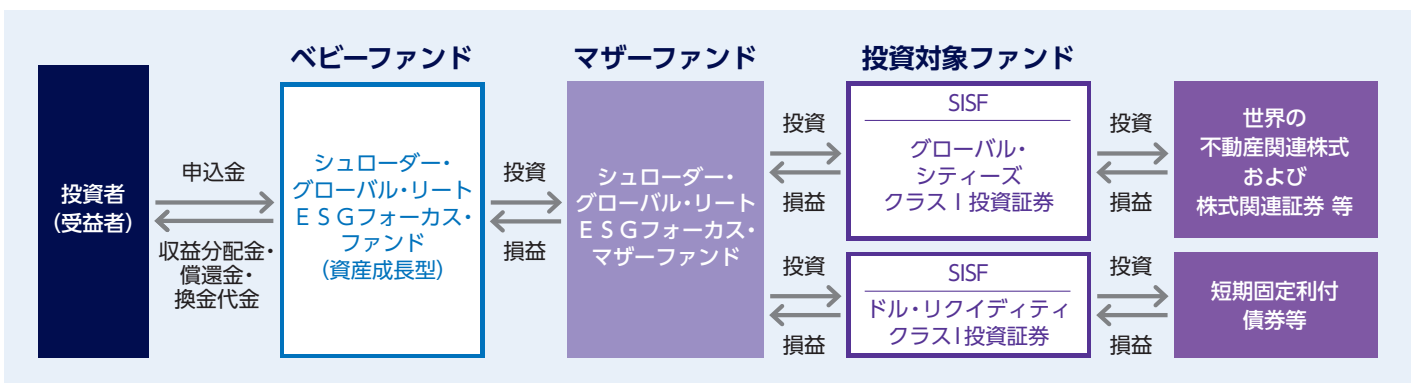 ベビーファンド
マザーファンド
投資対象ファンド
投資者
(受益者)
申込金
収益分配金・
償還金・
換金代金
シュローダー・
グローバル・リート
ＥＳＧフォーカス・
ファンド
(資産成長型)
投資
損益
シュローダー・
グローバル・リート
ＥＳＧフォーカス・
マザーファンド
投資
損益
SISF
グローバル・
シティーズ
クラスＩ投資証券
投資
損益
世界の
不動産関連株式
および
株式関連証券 等
投資
損益
SISF
ドル・リクイディティ
クラスI投資証券
投資
損益
短期固定利付
債券等